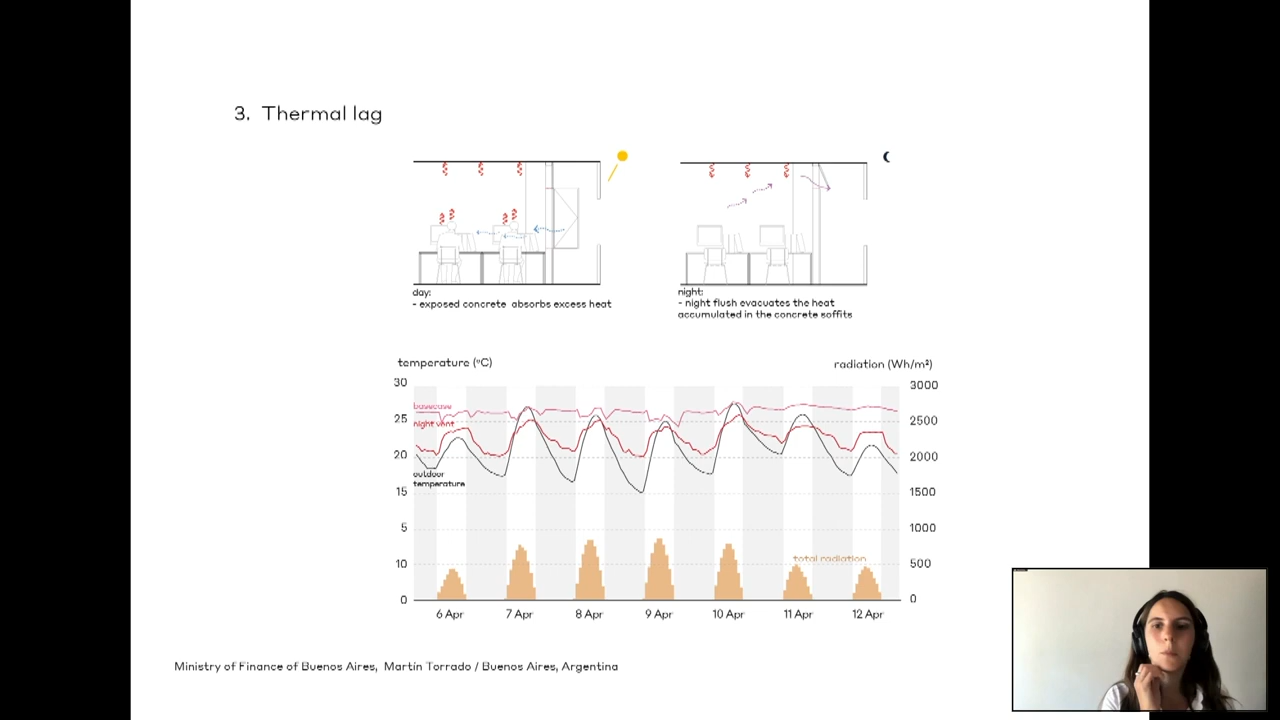 3. Thermal lag
day:
- exposed concrete absorbs excess heat
night:
- night flush evacuates the heat
accumulated in the concrete soffits
temperature (ºC)
radiation (Wh/m²)
30
25
20
15
5
10
0
3000
2500
2000
1500
1000
500
0
basecase
night vent
outdoor
temperature
total radiation
6 Apr
7 Apr
8 Apr
9 Apr
10 Apr
11 Apr
12 Apr
Ministry of Finance of Buenos Aires, Martín Torrado / Buenos Aires, Argentina